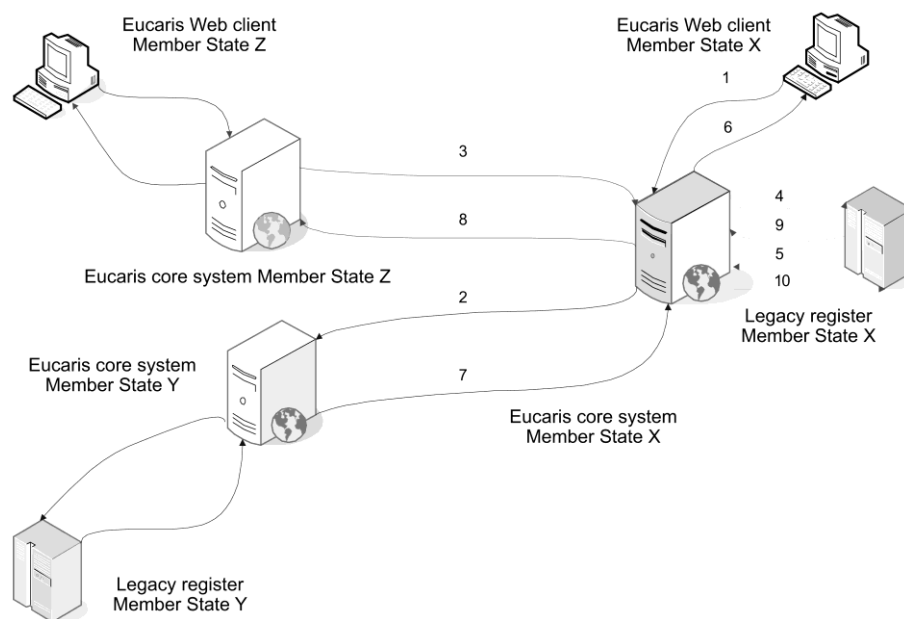 Eucaris Web client
Member State Z
Eucaris Web client
Member State X
1
6
3
4
8
9
5
10
Eucaris core system Member State Z
2
Legacy register
Member State X
Eucaris core system
Member State Y
7
Eucaris core system
Member State X
Legacy register
Member State Y